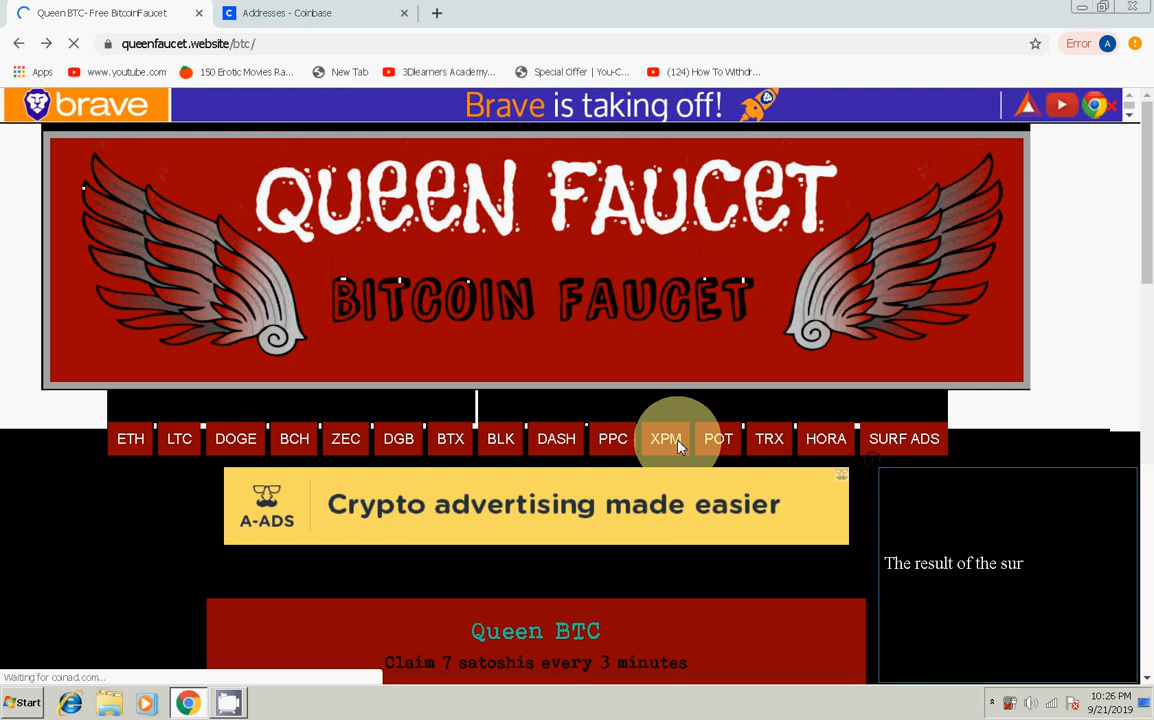 Queen BTC- Free BitcoinFaucet
Addresses - Coinbase
queenfaucet.website/btc/
Error A
Apps www.youtube.com 150 Erotic Movies Ra... New Tab 3Dlearners Academy... Special Offer | You-C... (124) How To Withdr...
brave Brave is taking off!
QUEEN FAUCET
BITCOIN FAUCET
ETH LTC DOGE BCH ZEC DGB BTX BLK DASH PPC XPM POT TRX HORA SURF ADS
A-ADS Crypto advertising made easier
The result of the sur
Queen BTC
Claim 7 satoshis every 3 minutes
Waiting for coinad.com...
Start
10:26 PM
9/21/2019